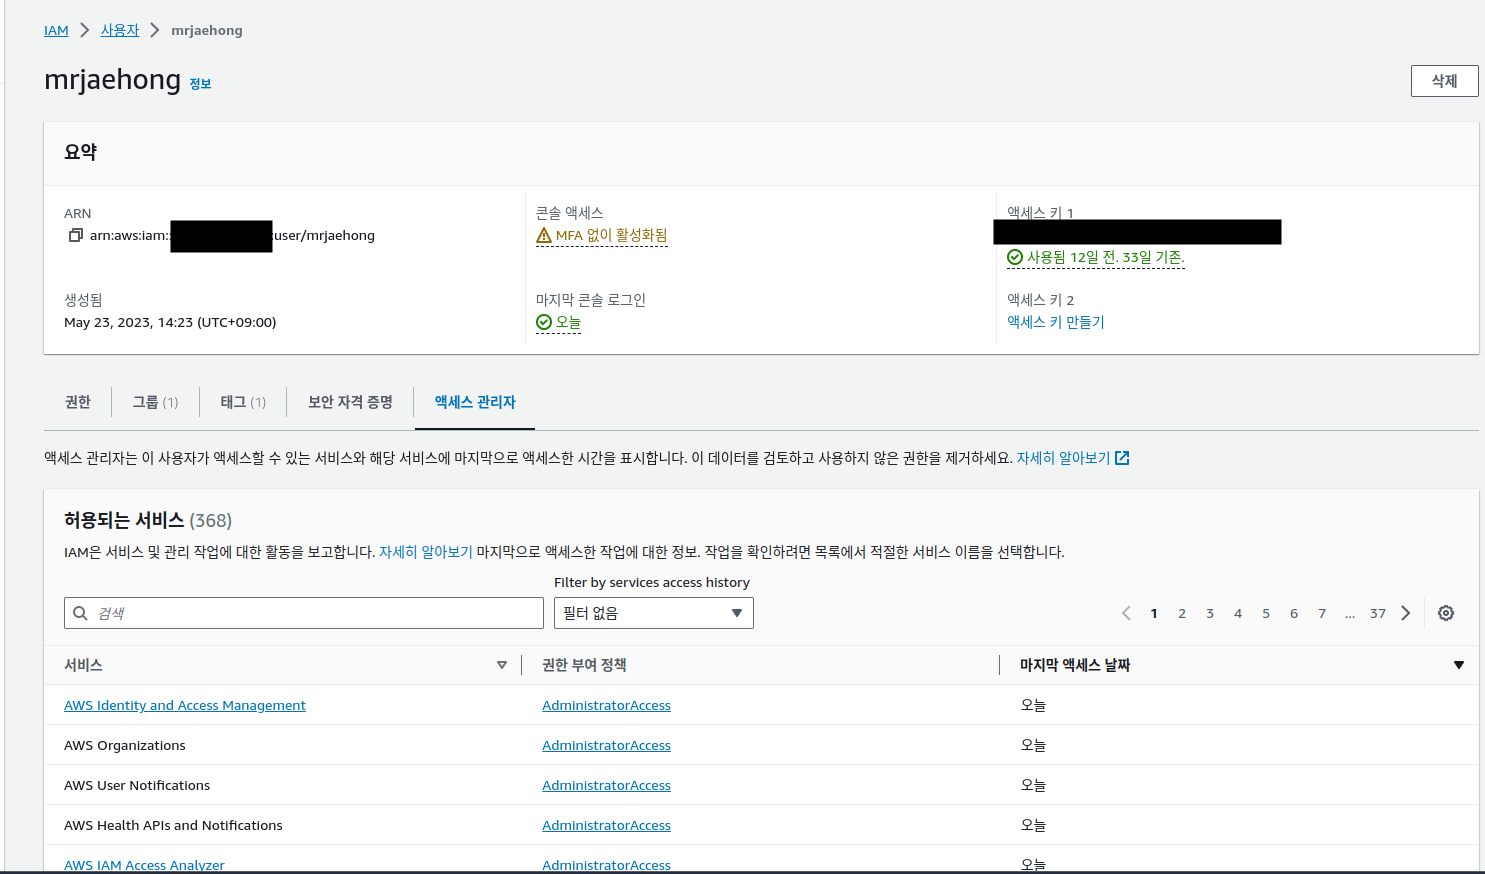 IAM > 사용자 > mrjaehong
mrjaehong 정보
삭제
요약
ARN
arn:aws:iam: :user/mrjaehong
생성됨
May 23, 2023, 14:23 (UTC+09:00)
콘솔 액세스
MFA 없이 활성화됨
마지막 콘솔 로그인
오늘
액세스 키 1
사용됨 12일 전. 33일 기존.
액세스 키 2
액세스 키 만들기
권한 그룹 (1) 태그 (1) 보안 자격 증명 액세스 관리자
액세스 관리자는 이 사용자가 액세스할 수 있는 서비스와 해당 서비스에 마지막으로 액세스한 시간을 표시합니다. 이 데이터를 검토하고 사용하지 않은 권한을 제거하세요. 자세히 알아보기
허용되는 서비스 (368)
IAM은 서비스 및 관리 작업에 대한 활동을 보고합니다. 자세히 알아보기 마지막으로 액세스한 작업에 대한 정보. 작업을 확인하려면 목록에서 적절한 서비스 이름을 선택합니다.
Filter by services access history
검색 필터 없음 1 2 3 4 5 6 7 ... 37
서비스 권한 부여 정책 마지막 액세스 날짜
AWS Identity and Access Management AdministratorAccess 오늘
AWS Organizations AdministratorAccess 오늘
AWS User Notifications AdministratorAccess 오늘
AWS Health APIs and Notifications AdministratorAccess 오늘
AWS IAM Access Analyzer AdministratorAccess 오늘